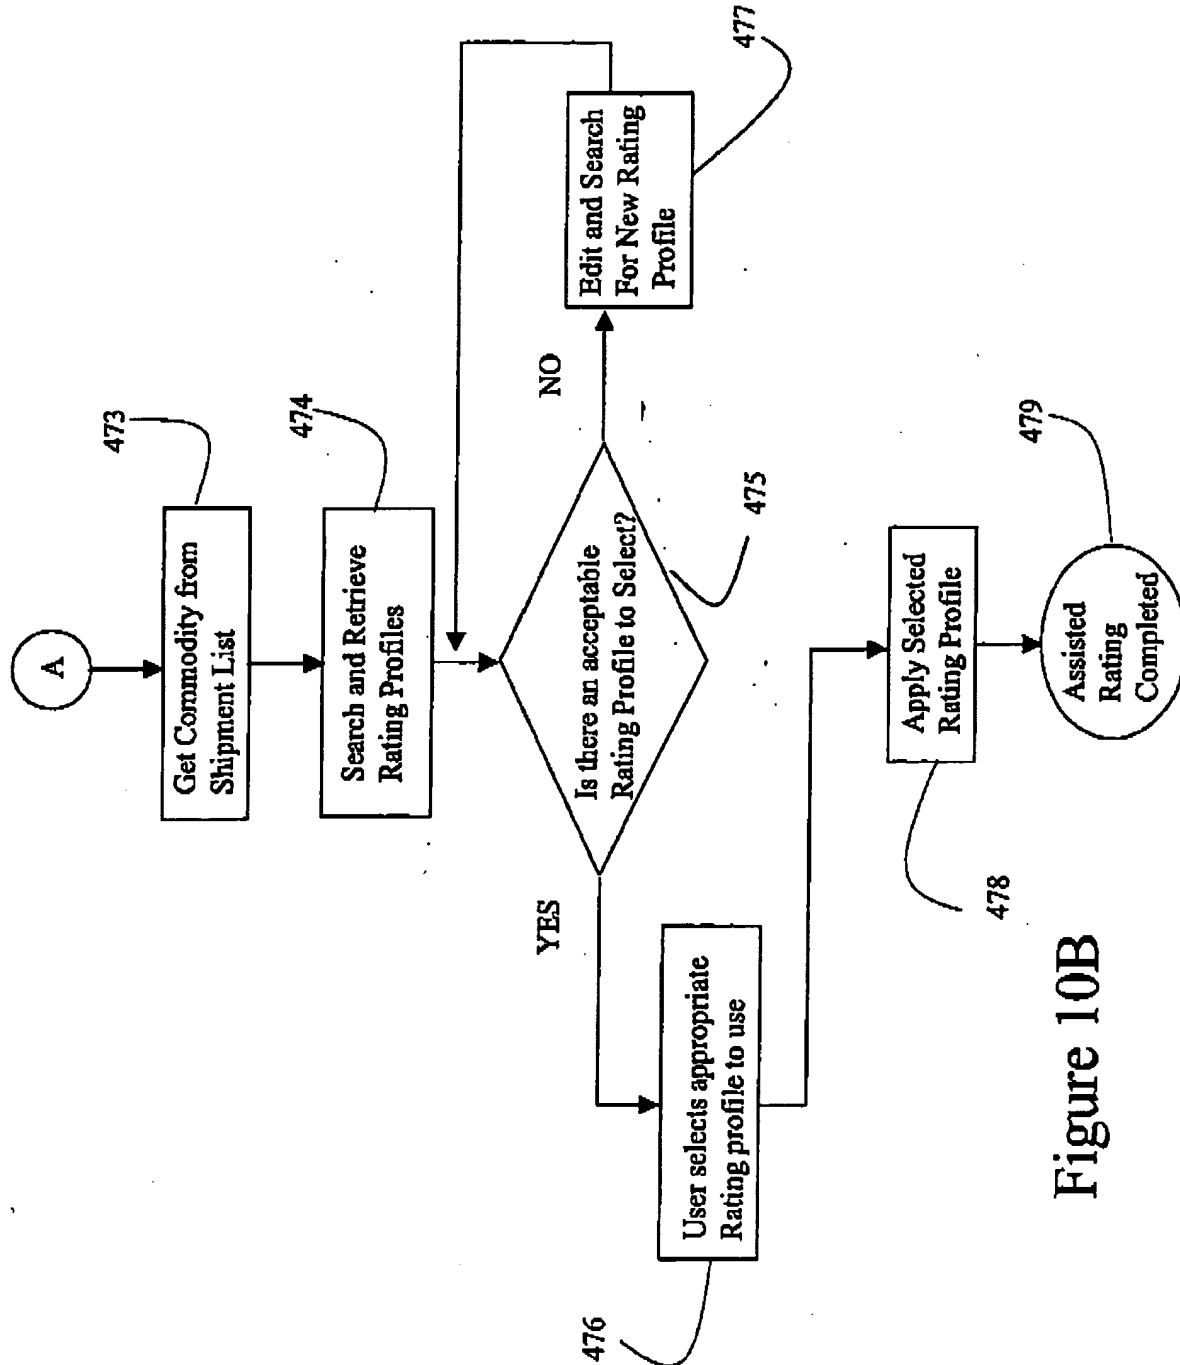 A
Get Commodity from
Shipment List
473
Search and Retrieve
Rating Profiles
474
Is there an acceptable
Rating Profile to Select?
475
NO
Edit and Search
For New Rating
Profile
477
YES
User selects appropriate
Rating profile to use
476
Apply Selected
Rating Profile
478
Assisted
Rating
Completed
479
Figure 10B